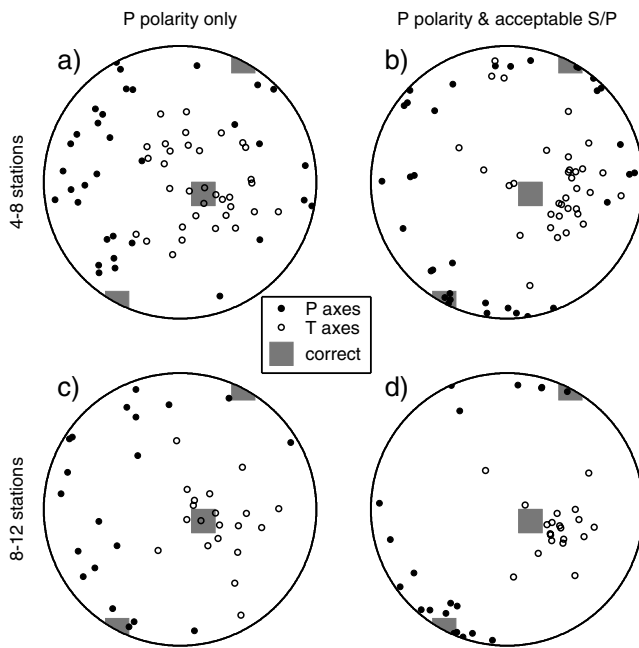 P polarity only
P polarity & acceptable S/P
a)
b)
4-8 stations
P axes
T axes
correct
c)
d)
8-12 stations